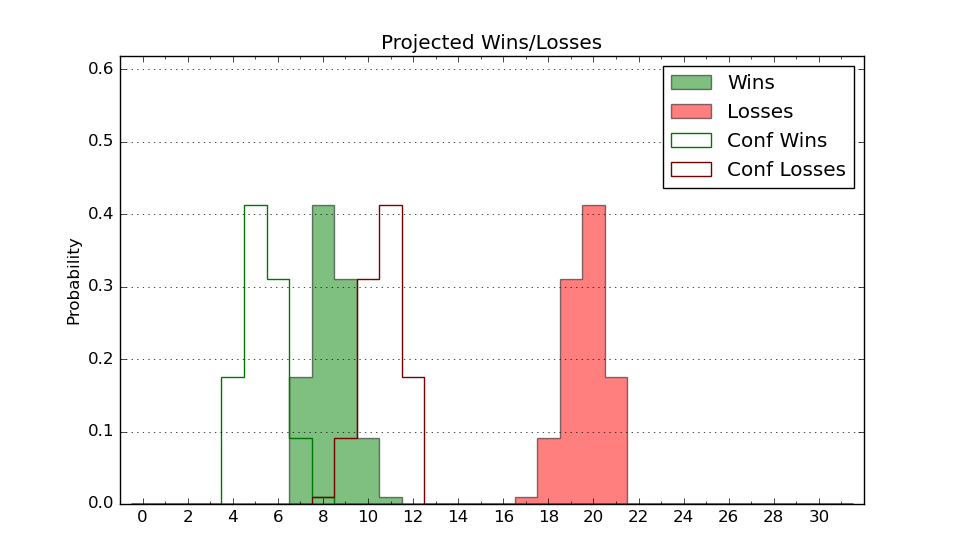 Projected Wins/Losses
0.6
0.5
0.4
0.3
0.2
0.1
0.0
Probability
Wins
Losses
Conf Wins
Conf Losses
0 2 4 6 8 10 12 14 16 18 20 22 24 26 28 30